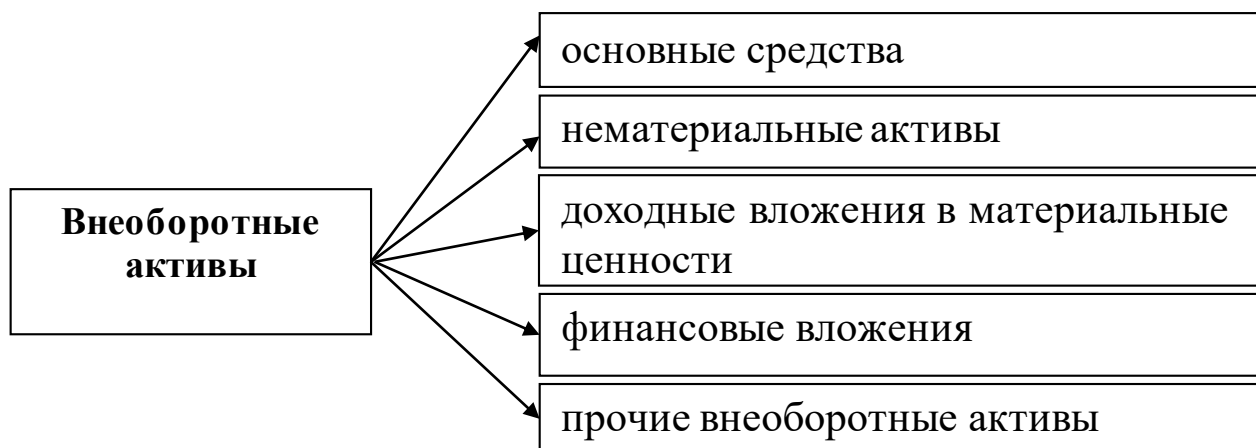 основные средства
нематериальные активы
Внеоборотные
активы
доходные вложения в материальные
ценности
финансовые вложения
прочие внеоборотные активы